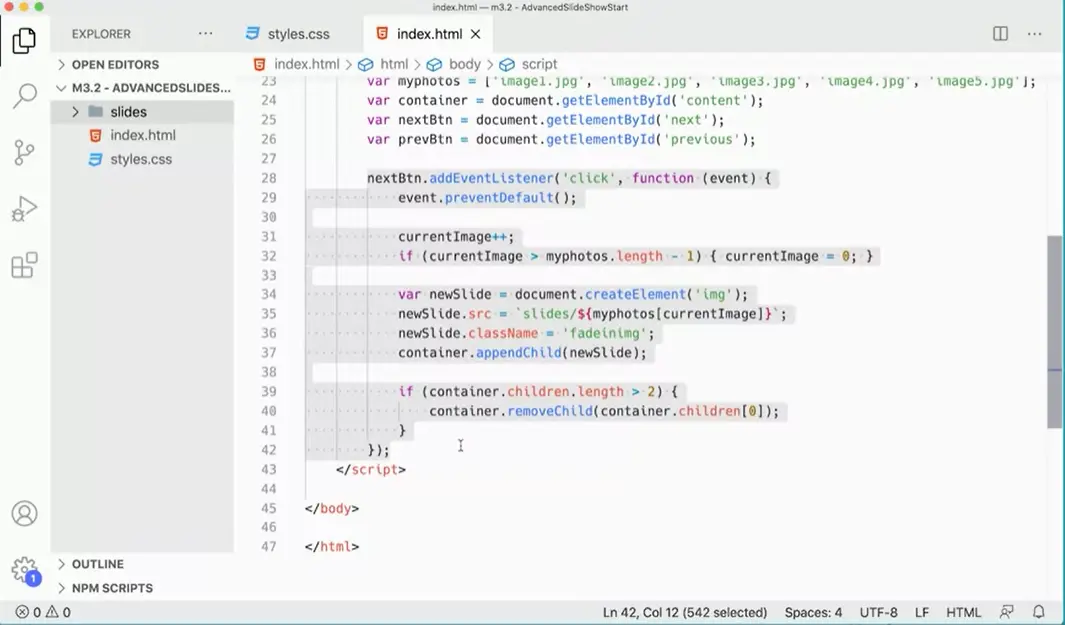 index.html — m3.2 - AdvancedSlideShowStart
EXPLORER
styles.css
index.html
OPEN EDITORS
index.html > html > body > script
M3.2 - ADVANCEDSLIDES...
slides
index.html
styles.css
23 var myphotos = ['image1.jpg', 'image2.jpg', 'image3.jpg', 'image4.jpg', 'image5.jpg'];
24 var container = document.getElementById('content');
25 var nextBtn = document.getElementById('next');
26 var prevBtn = document.getElementById('previous');
27
28 nextBtn.addEventListener('click', function (event) {
29 event.preventDefault();
30
31 currentImage++;
32 if (currentImage > myphotos.length - 1) { currentImage = 0; }
33
34 var newSlide = document.createElement('img');
35 newSlide.src = `slides/${myphotos[currentImage]}`;
36 newSlide.className = 'fadeinimg';
37 container.appendChild(newSlide);
38
39 if (container.children.length > 2) {
40 container.removeChild(container.children[0]);
41 }
42 });
43 </script>
44
45 </body>
46
47 </html>
OUTLINE
1
NPM SCRIPTS
0 0
Ln 42, Col 12 (542 selected) Spaces: 4 UTF-8 LF HTML